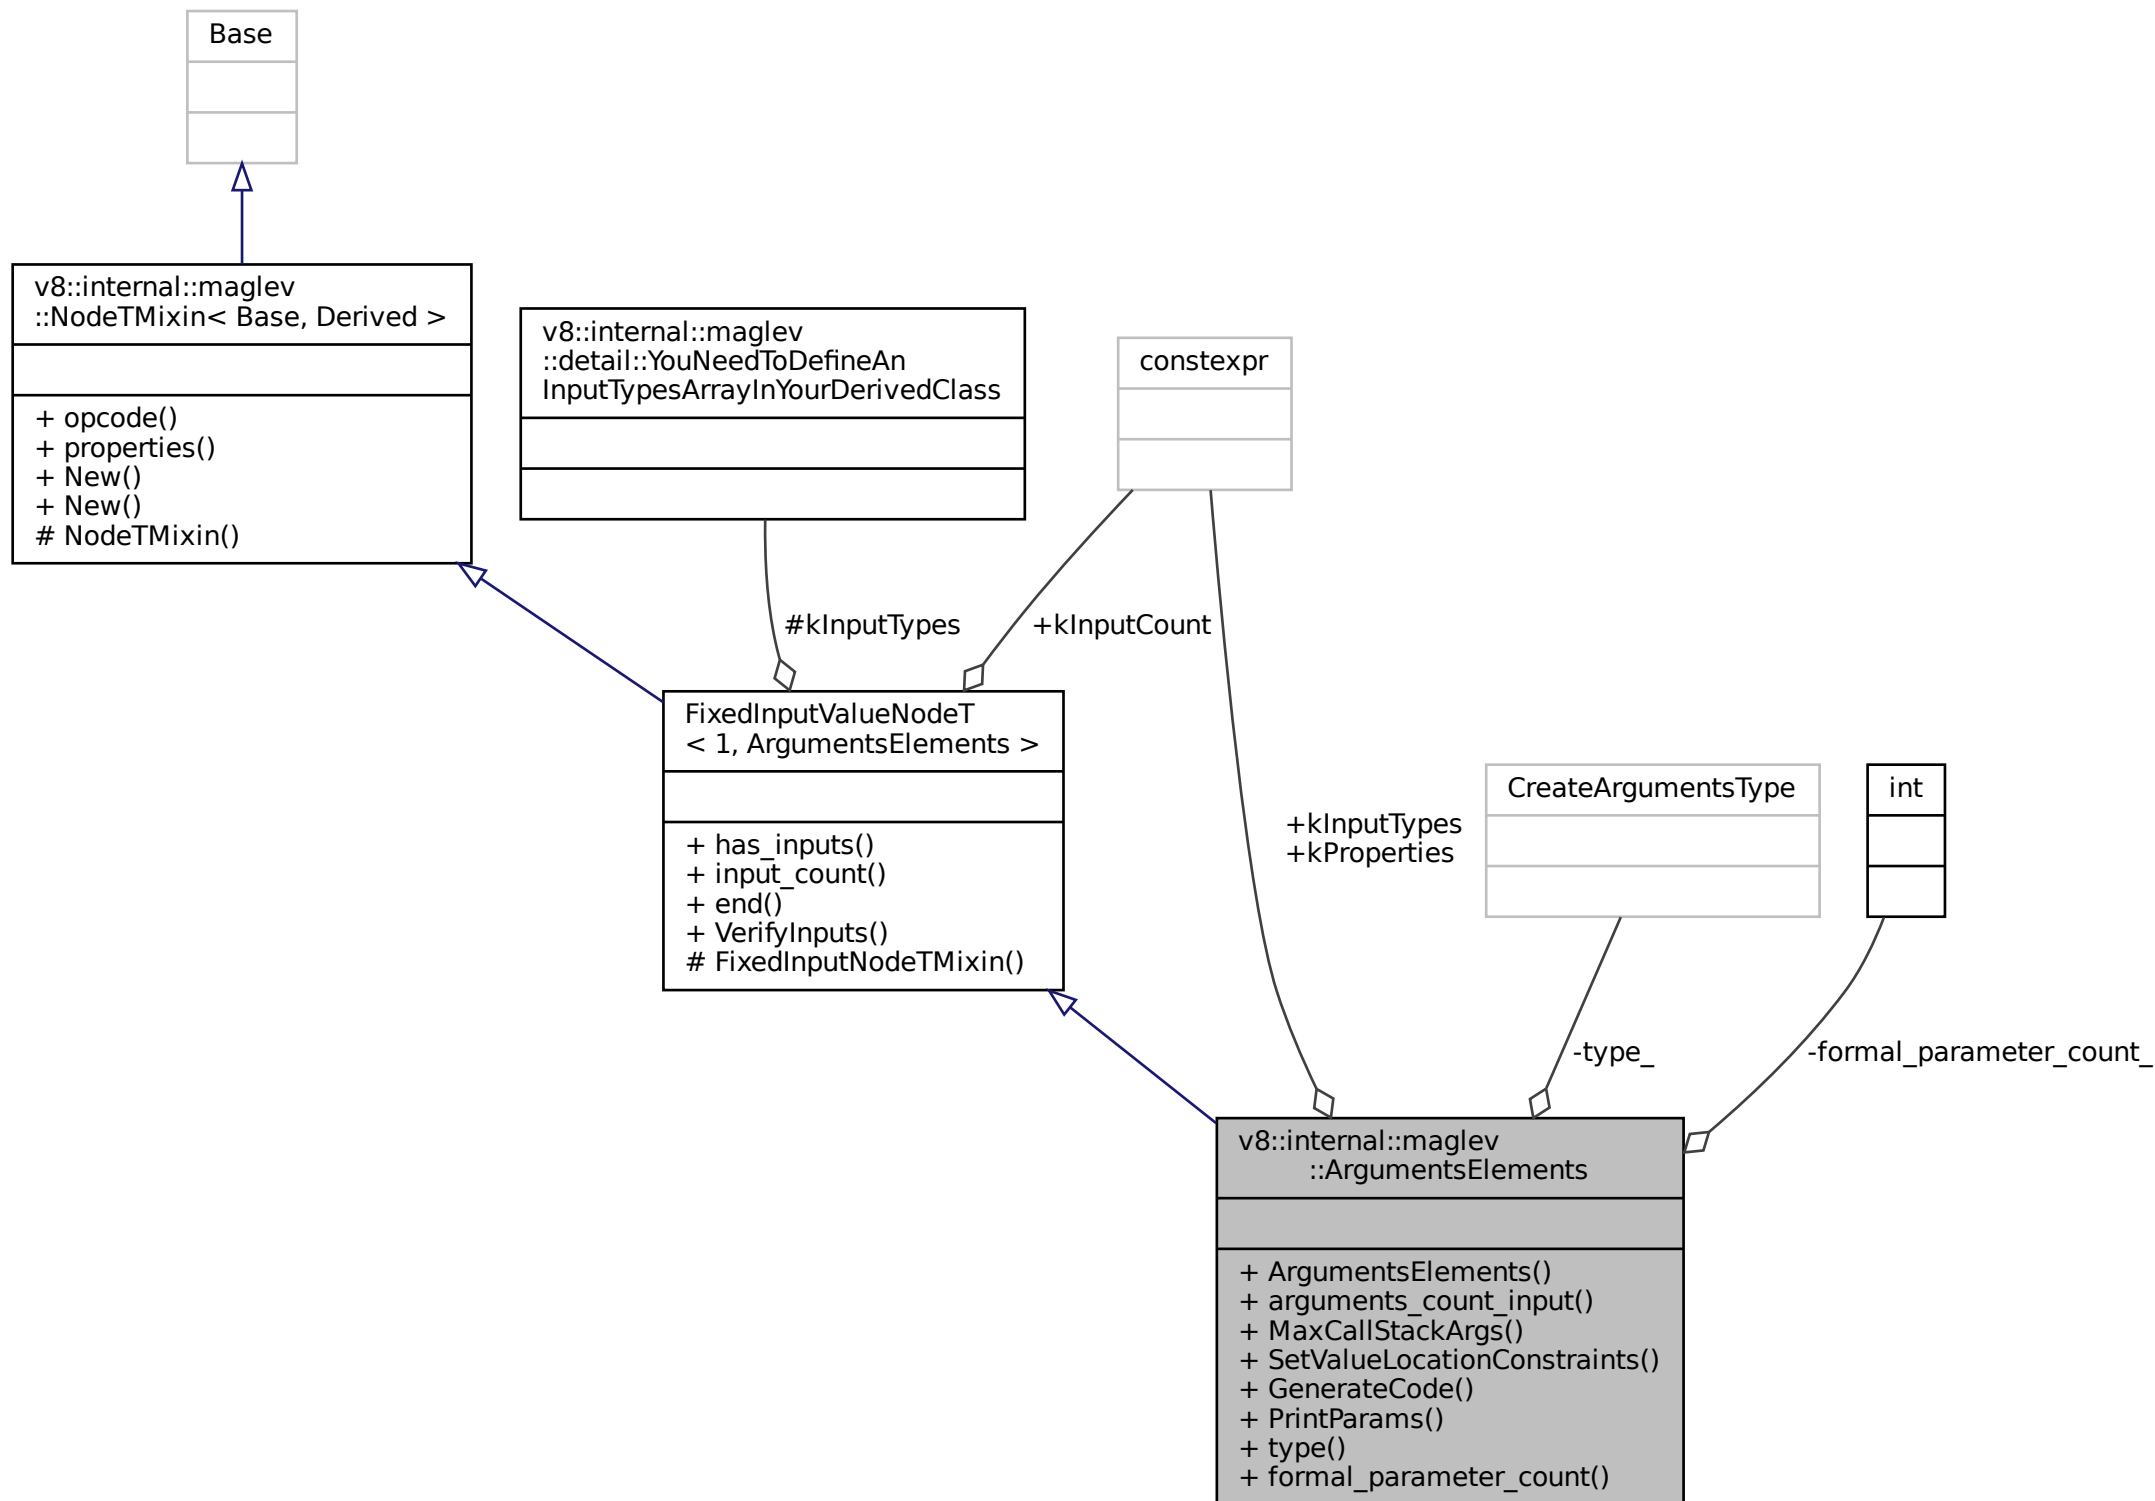 Base
v8::internal::maglev
::NodeTMixin< Base, Derived >
+ opcode()
+ properties()
+ New()
+ New()
# NodeTMixin()
v8::internal::maglev
::detail::YouNeedToDefineAn
InputTypesArrayInYourDerivedClass
constexpr
#kInputTypes
+kInputCount
FixedInputValueNodeT
< 1, ArgumentsElements >
+ has_inputs()
+ input_count()
+ end()
+ VerifyInputs()
# FixedInputNodeTMixin()
+kInputTypes
+kProperties
CreateArgumentsType
int
-type_
-formal_parameter_count_
v8::internal::maglev
::ArgumentsElements
+ ArgumentsElements()
+ arguments_count_input()
+ MaxCallStackArgs()
+ SetValueLocationConstraints()
+ GenerateCode()
+ PrintParams()
+ type()
+ formal_parameter_count()